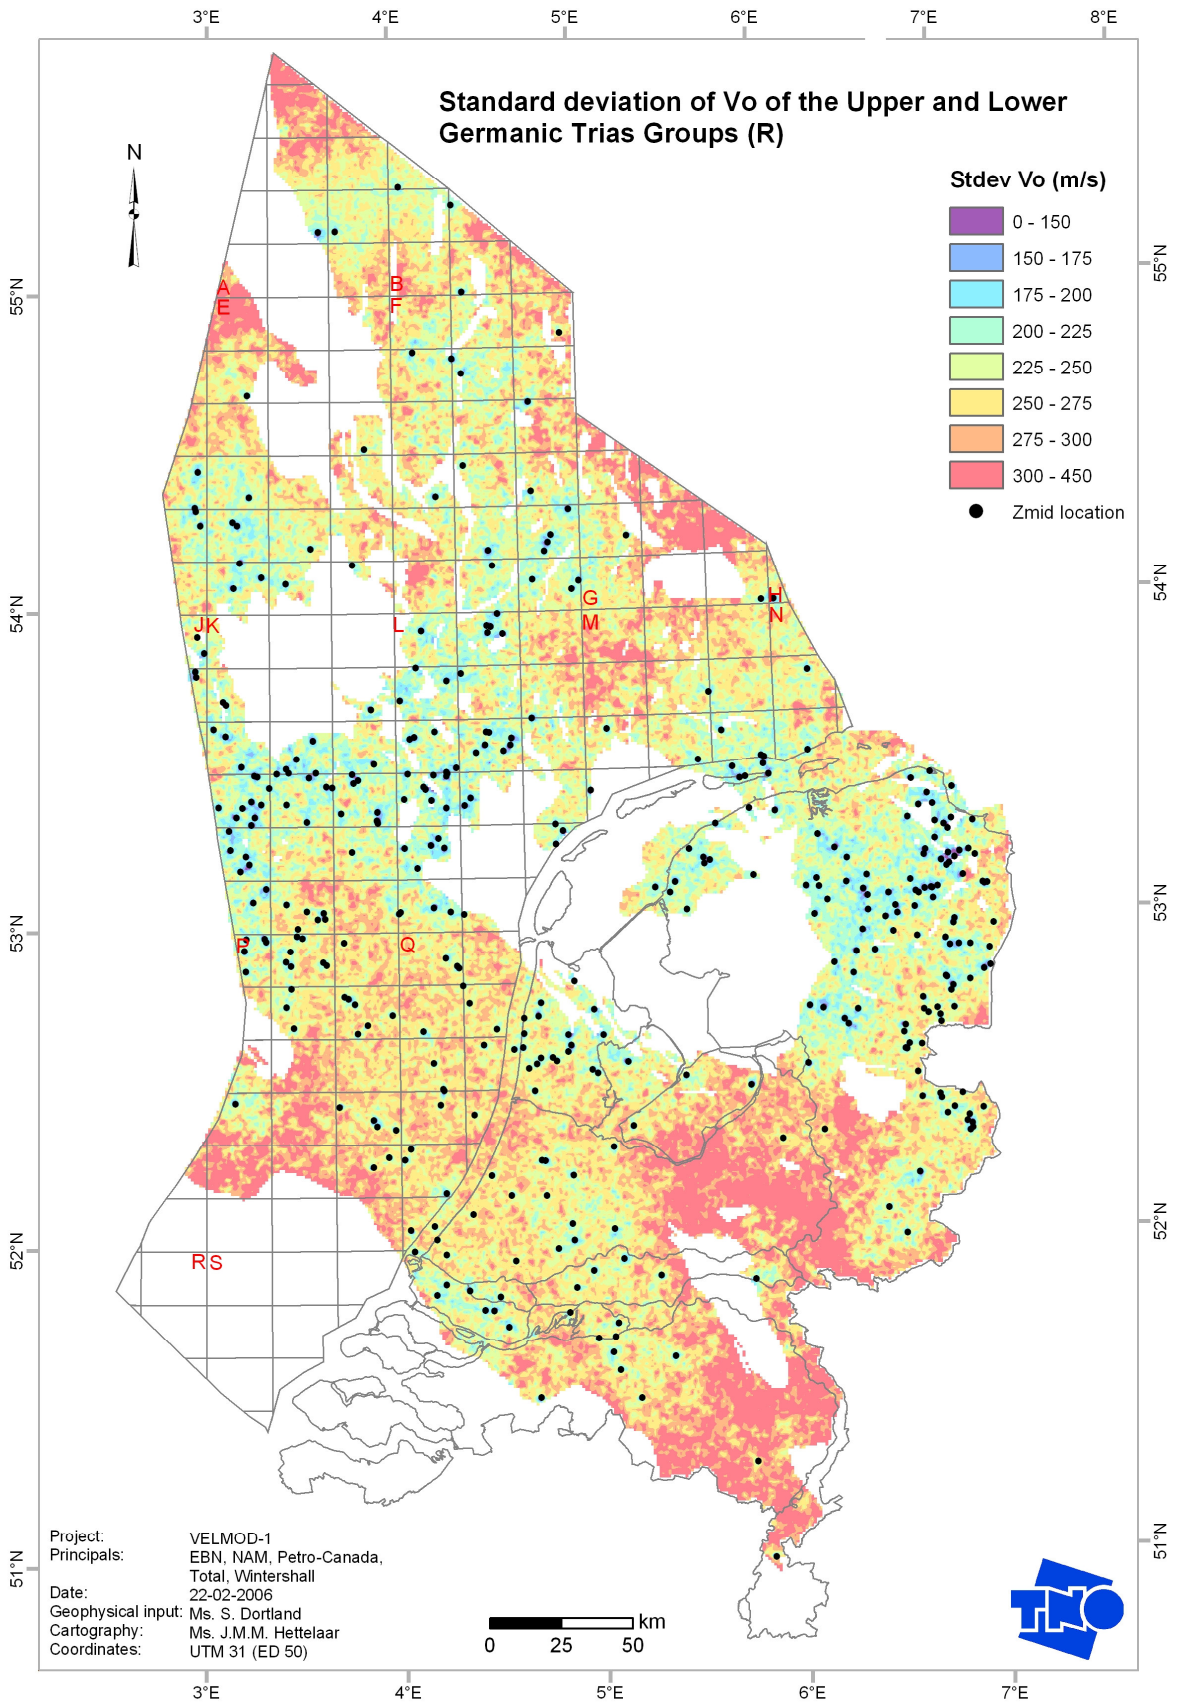 3°E 4°E 5°E 6°E 7°E 8°E
Standard deviation of Vo of the Upper and Lower
Germanic Trias Groups (R)
N
Stdev Vo (m/s)
0 - 150
150 - 175
175 - 200
200 - 225
225 - 250
250 - 275
275 - 300
300 - 450
Zmid location
55°N
55°N
A
E
B
F
54°N
54°N
G
M
H
N
J K
L
53°N
53°N
P
Q
52°N
52°N
R S
51°N
51°N
Project: VELMOD-1
Principals: EBN, NAM, Petro-Canada,
Total, Wintershall
Date: 22-02-2006
Geophysical input: Ms. S. Dortland
Cartography: Ms. J.M.M. Hettelaar
Coordinates: UTM 31 (ED 50)
km
0 25 50
TNO
3°E 4°E 5°E 6°E 7°E